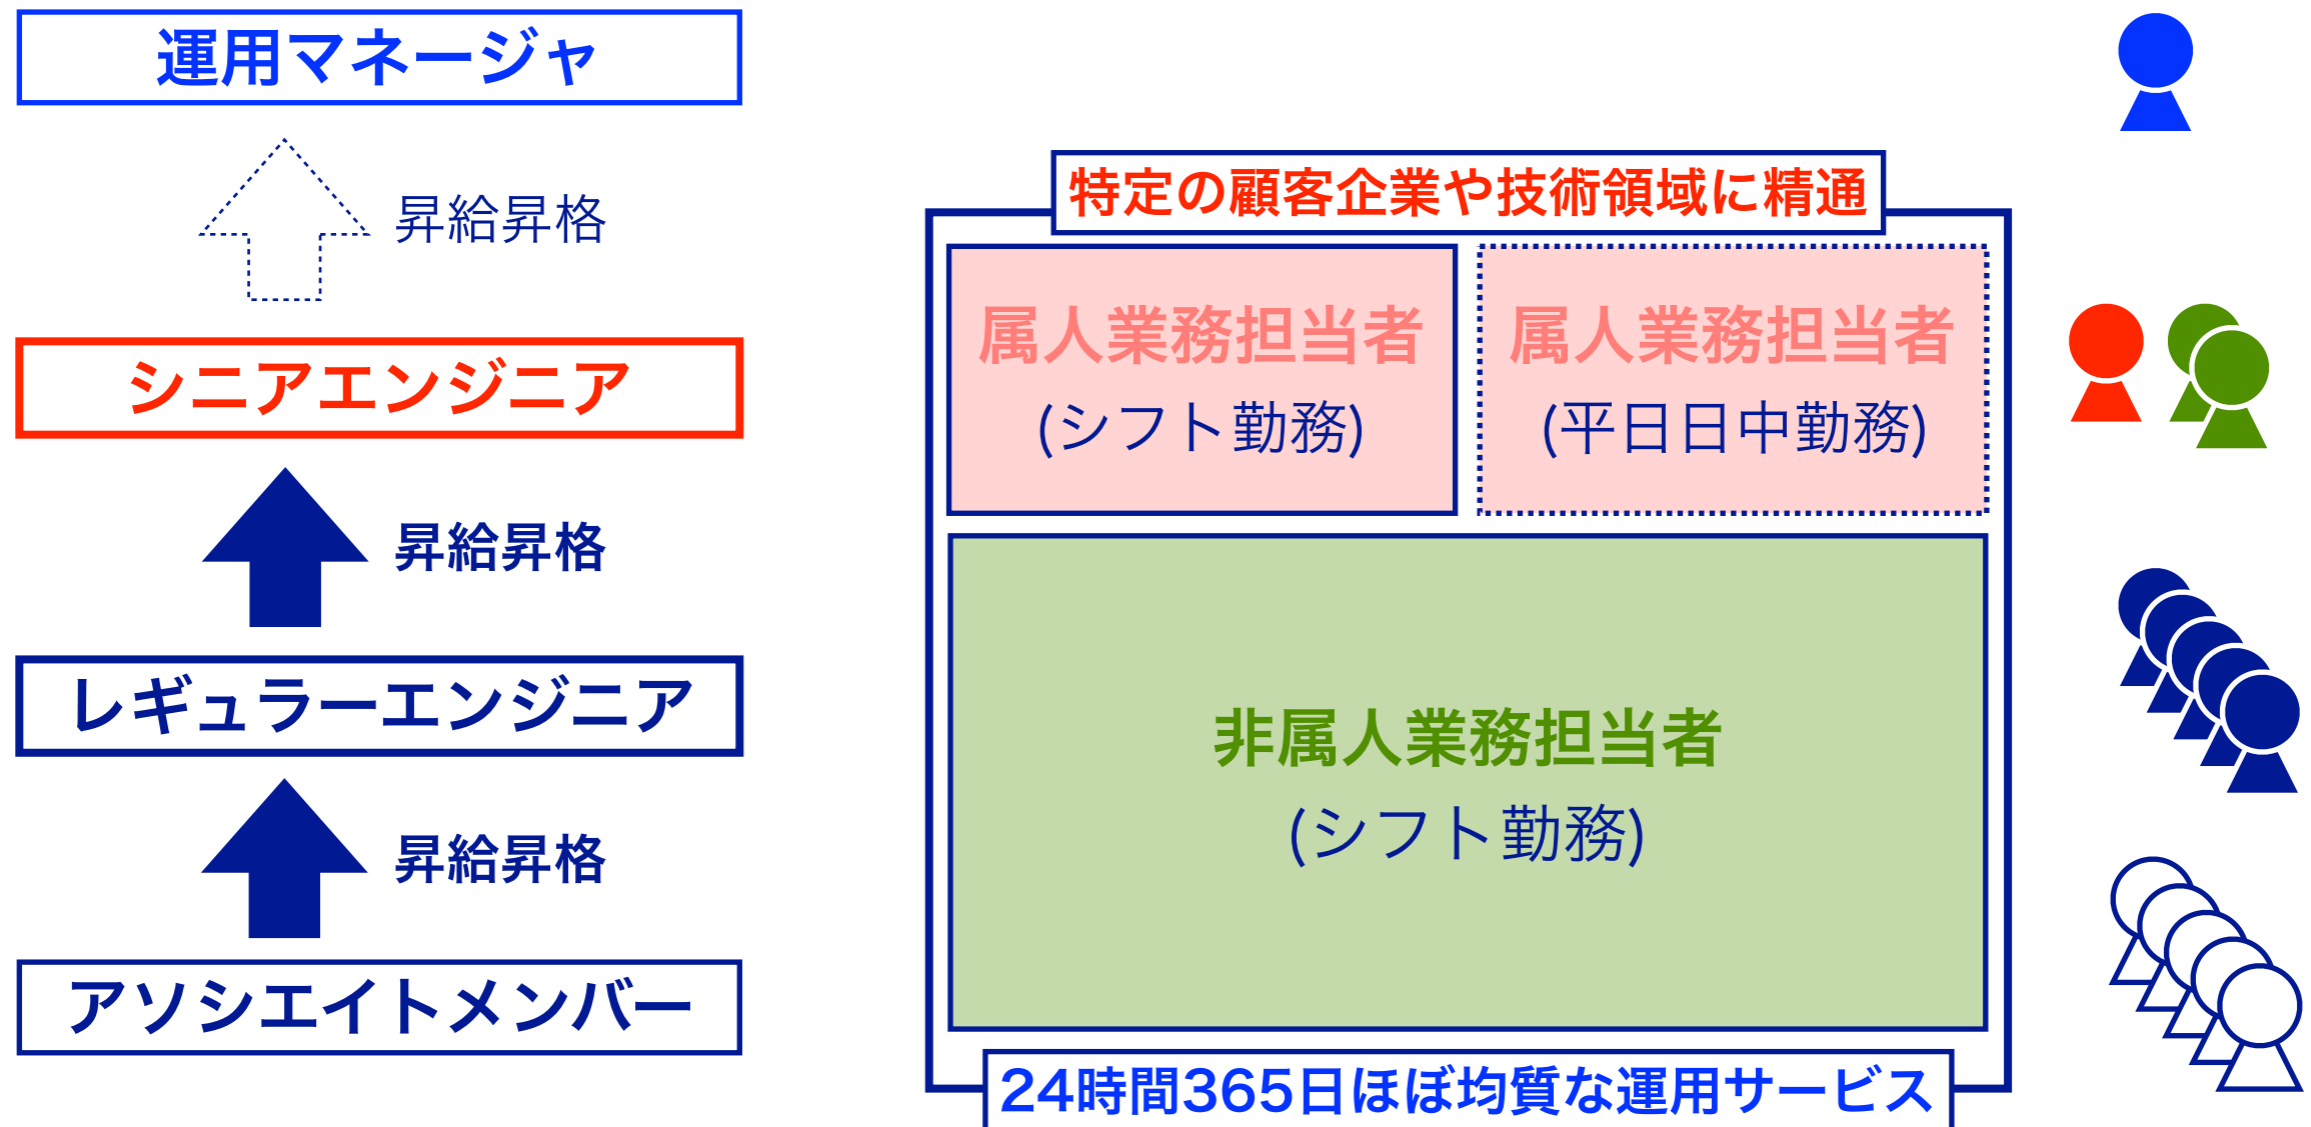 運用マネージャ
昇給昇格
シニアエンジニア
昇給昇格
レギュラーエンジニア
昇給昇格
アソシエイトメンバー
特定の顧客企業や技術領域に精通
属人業務担当者
(シフト勤務)
属人業務担当者
(平日日中勤務)
非属人業務担当者
(シフト勤務)
24時間365日ほぼ均質な運用サービス